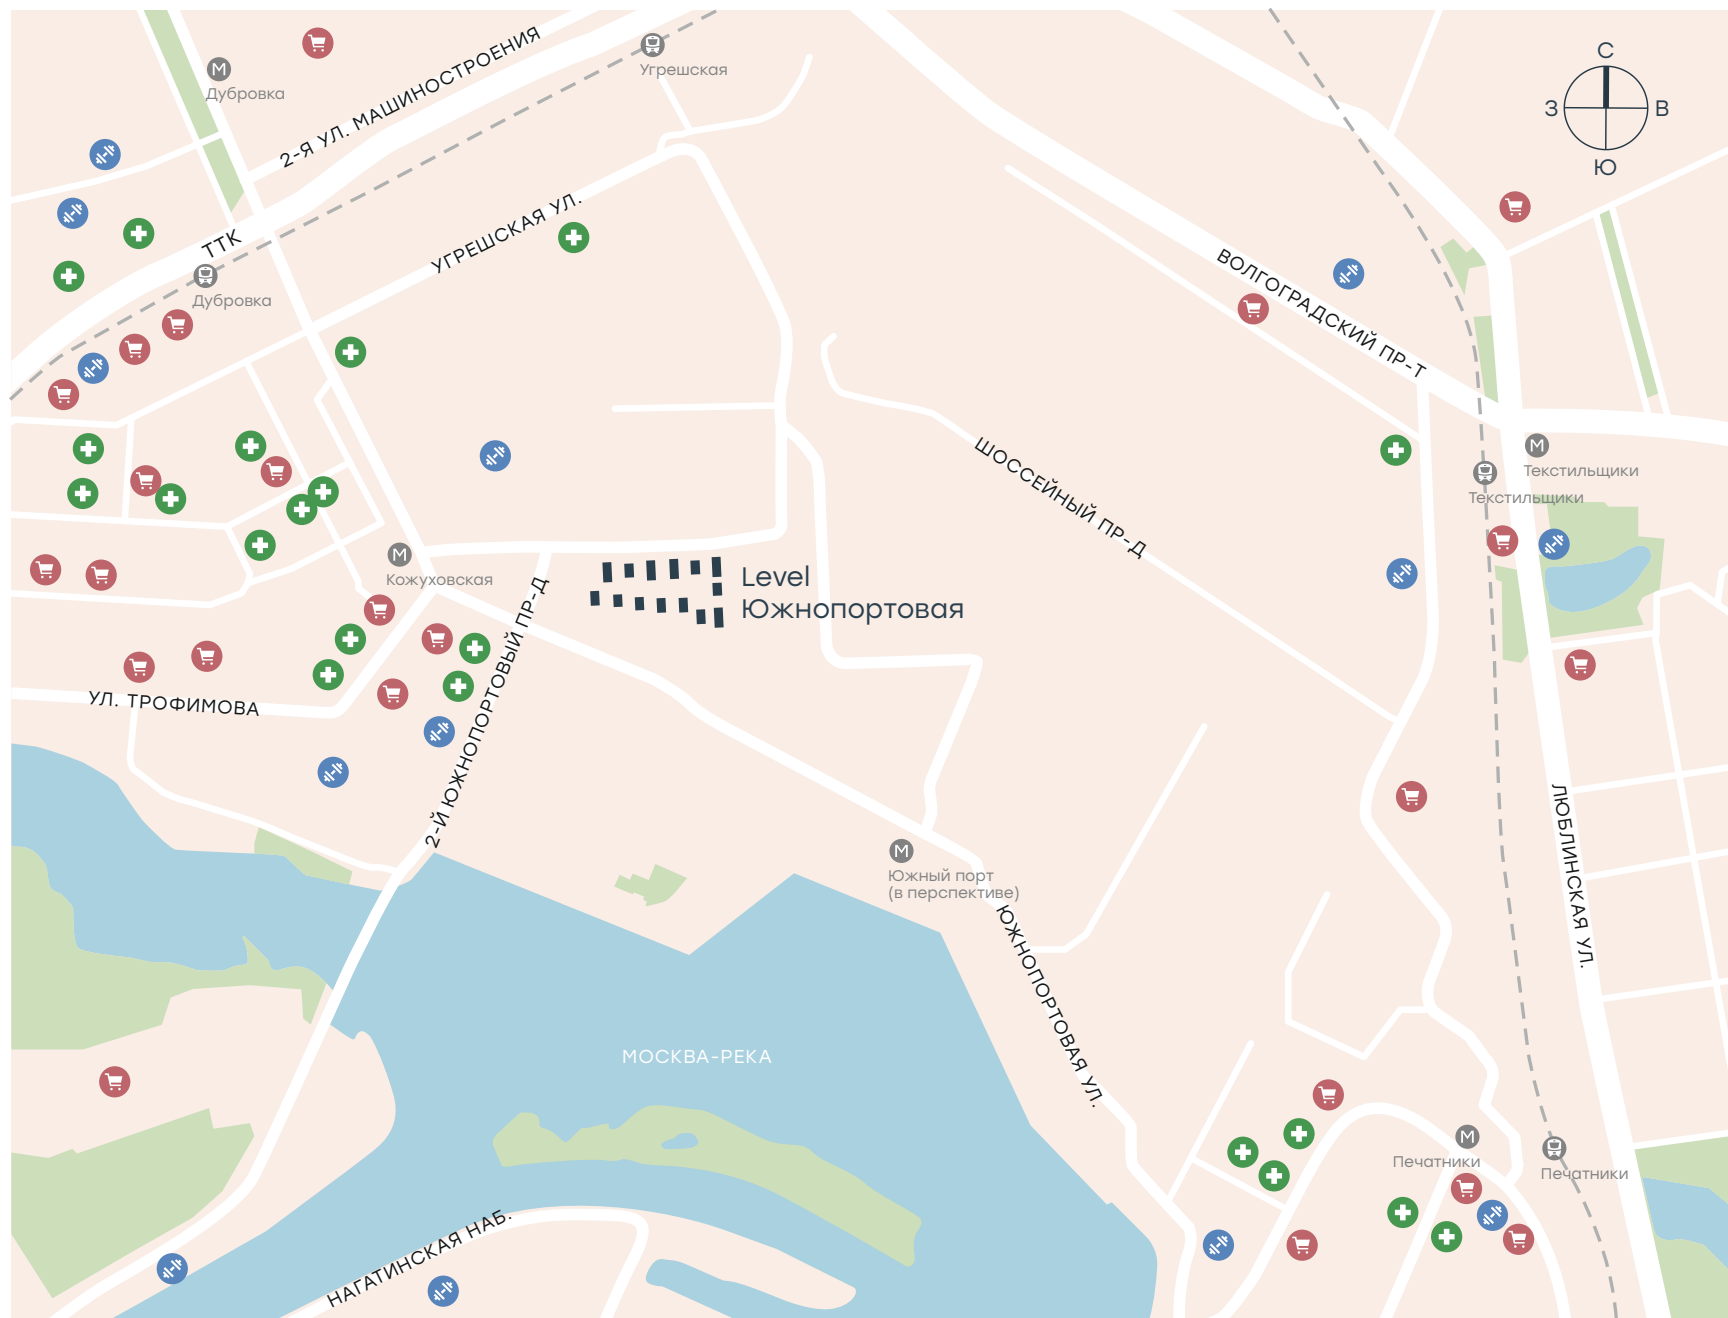 2-Я УЛ. МАШИНОСТРОЕНИЯ
М
Дубровка
Угрешская
С
З
В
Ю
ТТК
УГРЕШСКАЯ УЛ.
Дубровка
ВОЛГОГРАДСКИЙ ПР-Т
ШОССЕЙНЫЙ ПР-Д
М
Текстильщики
Текстильщики
М
Кожуховская
Level
Южнопортовая
2-Й ЮЖНОПОРТОВЫЙ ПР-Д
УЛ. ТРОФИМОВА
ЛЮБЛИНСКАЯ УЛ.
М
Южный порт
(в перспективе)
ЮЖНОПОРТОВАЯ УЛ.
МОСКВА-РЕКА
М
Печатники
Печатники
НАГАТИНСКАЯ НАБ.